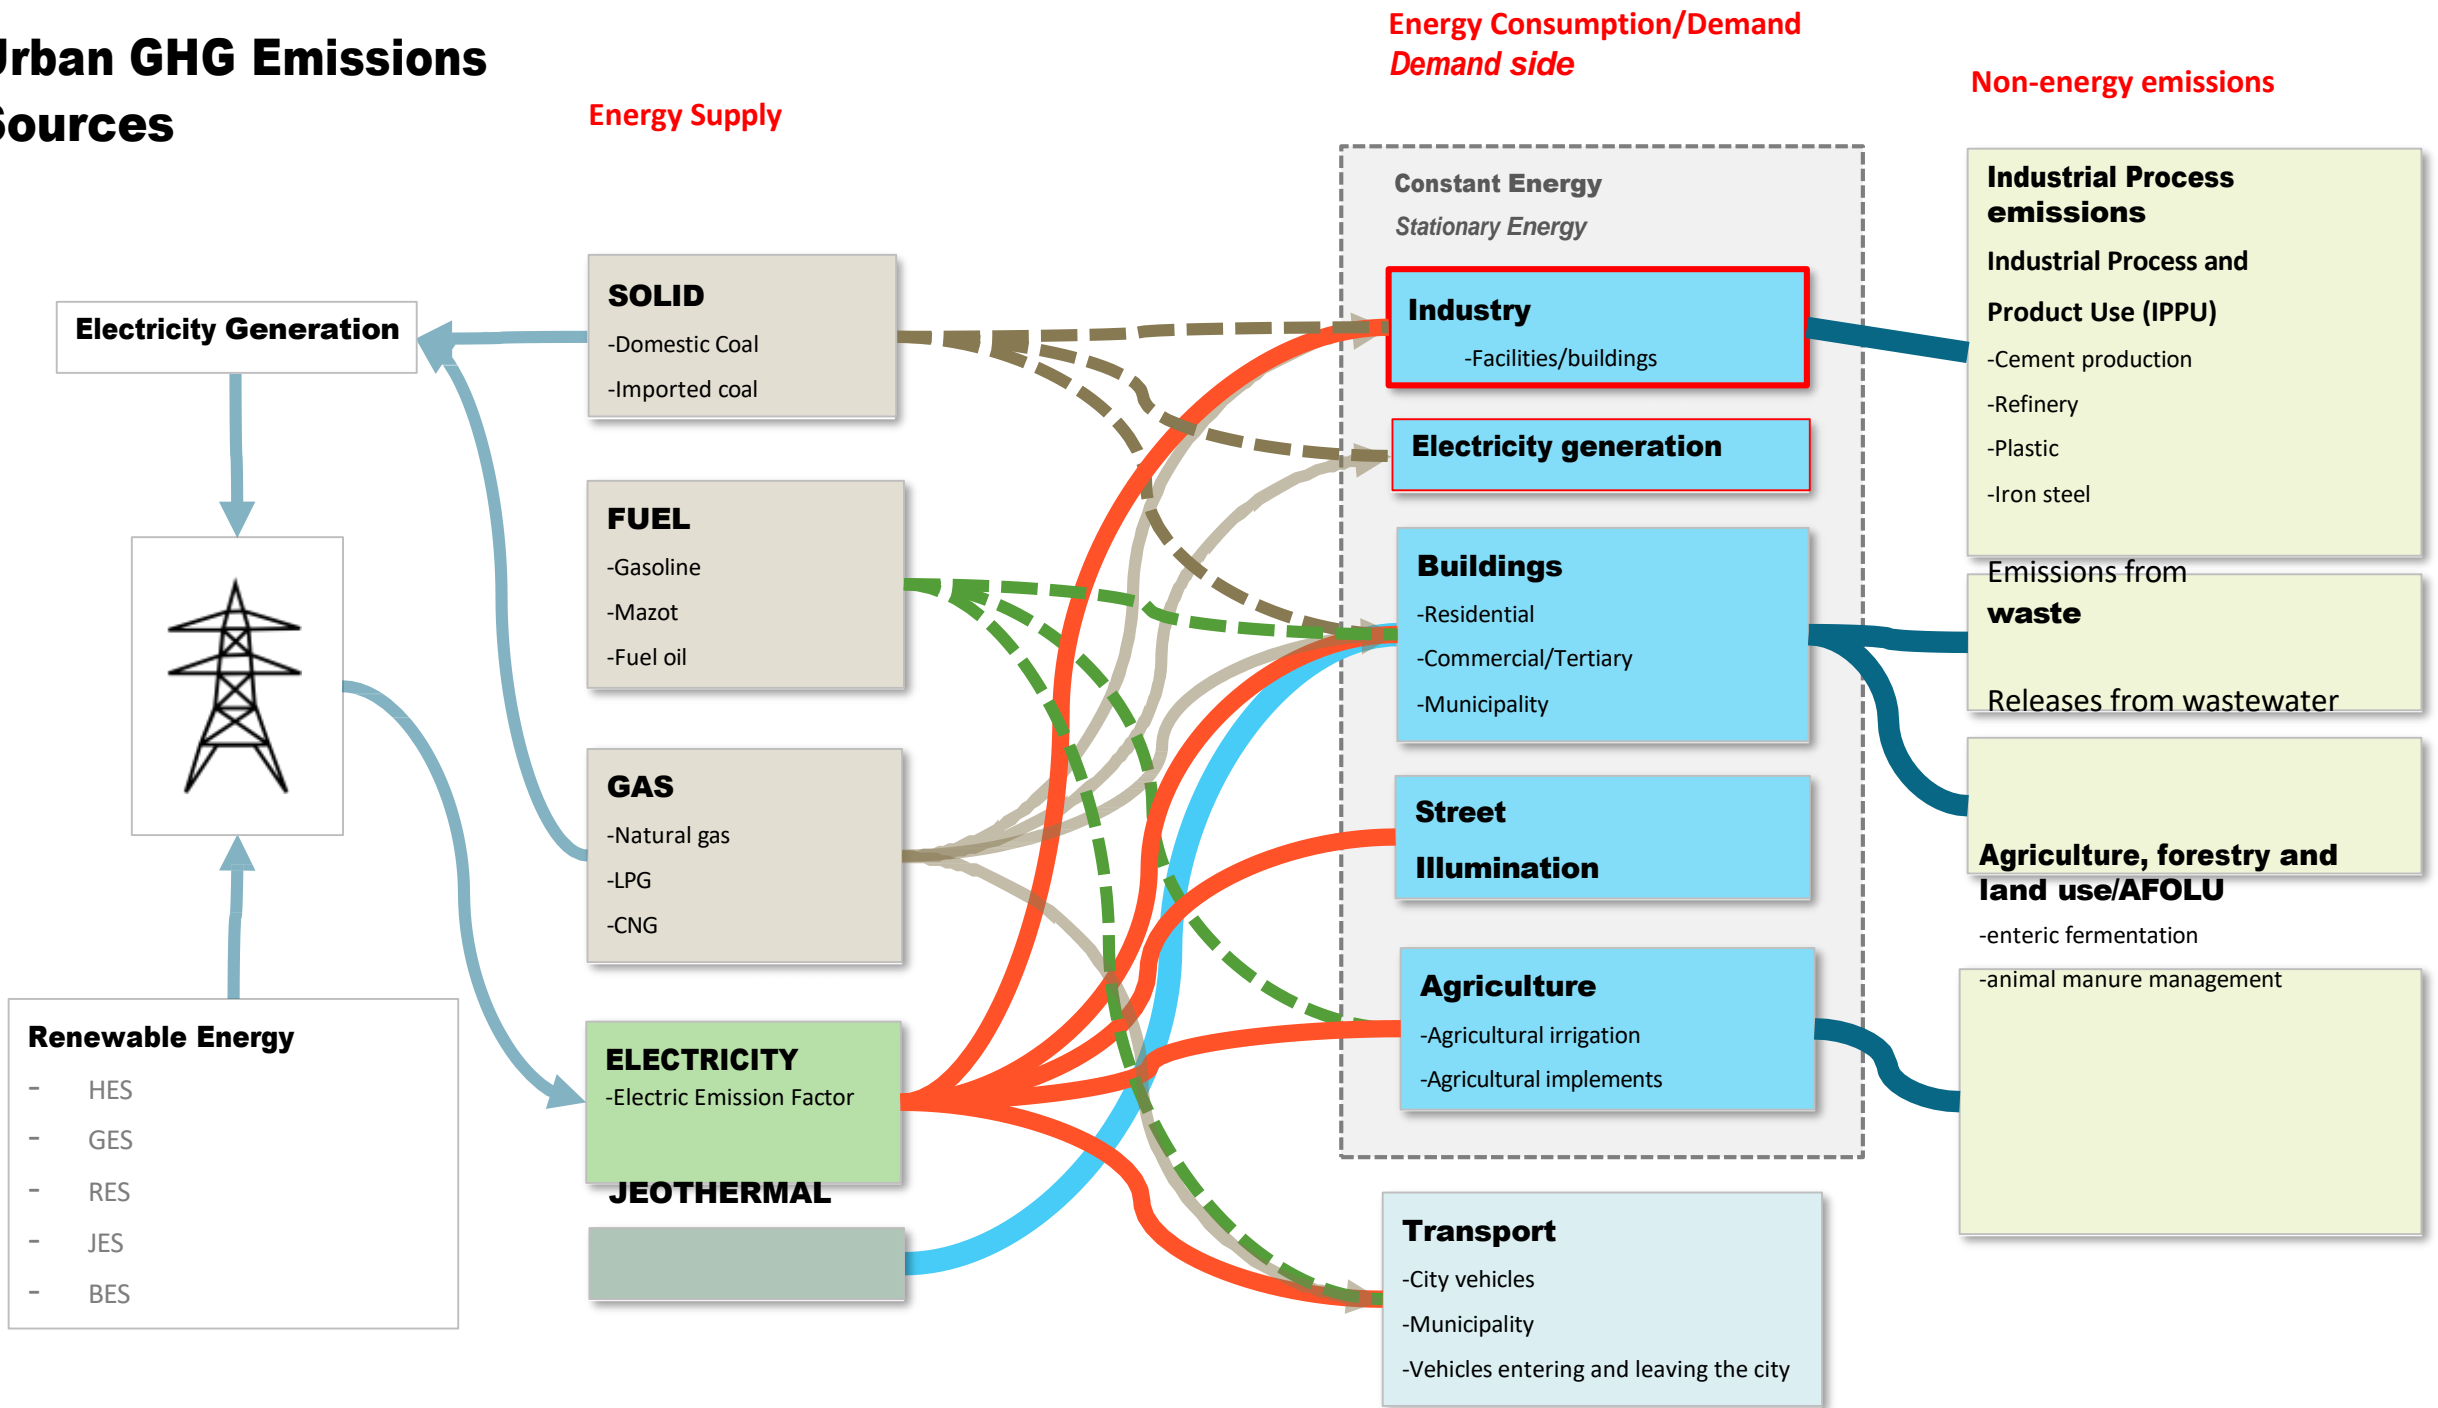 Urban GHG Emissions
Sources
Energy Supply
Energy Consumption/Demand
Demand side
Non-energy emissions
Electricity Generation
Renewable Energy
- HES
- GES
- RES
- JES
- BES
SOLID
-Domestic Coal
-Imported coal
FUEL
-Gasoline
-Mazot
-Fuel oil
GAS
-Natural gas
-LPG
-CNG
ELECTRICITY
-Electric Emission Factor
JEOTHERMAL
Constant Energy
Stationary Energy
Industry
-Facilities/buildings
Electricity generation
Buildings
-Residential
-Commercial/Tertiary
-Municipality
Street
Illumination
Agriculture
-Agricultural irrigation
-Agricultural implements
Transport
-City vehicles
-Municipality
-Vehicles entering and leaving the city
Industrial Process
emissions
Industrial Process and
Product Use (IPPU)
-Cement production
-Refinery
-Plastic
-Iron steel
Emissions from
waste
Releases from wastewater
Agriculture, forestry and
land use/AFOLU
-enteric fermentation
-animal manure management